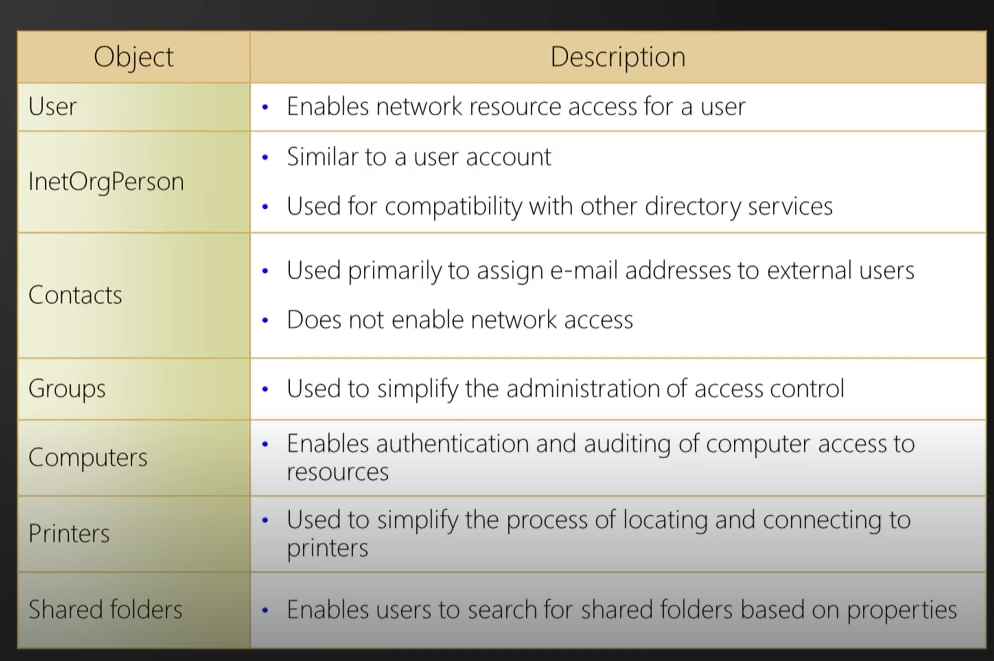 Object
Description
User
• Enables network resource access for a user
InetOrgPerson
• Similar to a user account
• Used for compatibility with other directory services
Contacts
• Used primarily to assign e-mail addresses to external users
• Does not enable network access
Groups
• Used to simplify the administration of access control
Computers
• Enables authentication and auditing of computer access to
resources
Printers
• Used to simplify the process of locating and connecting to
printers
Shared folders
• Enables users to search for shared folders based on properties